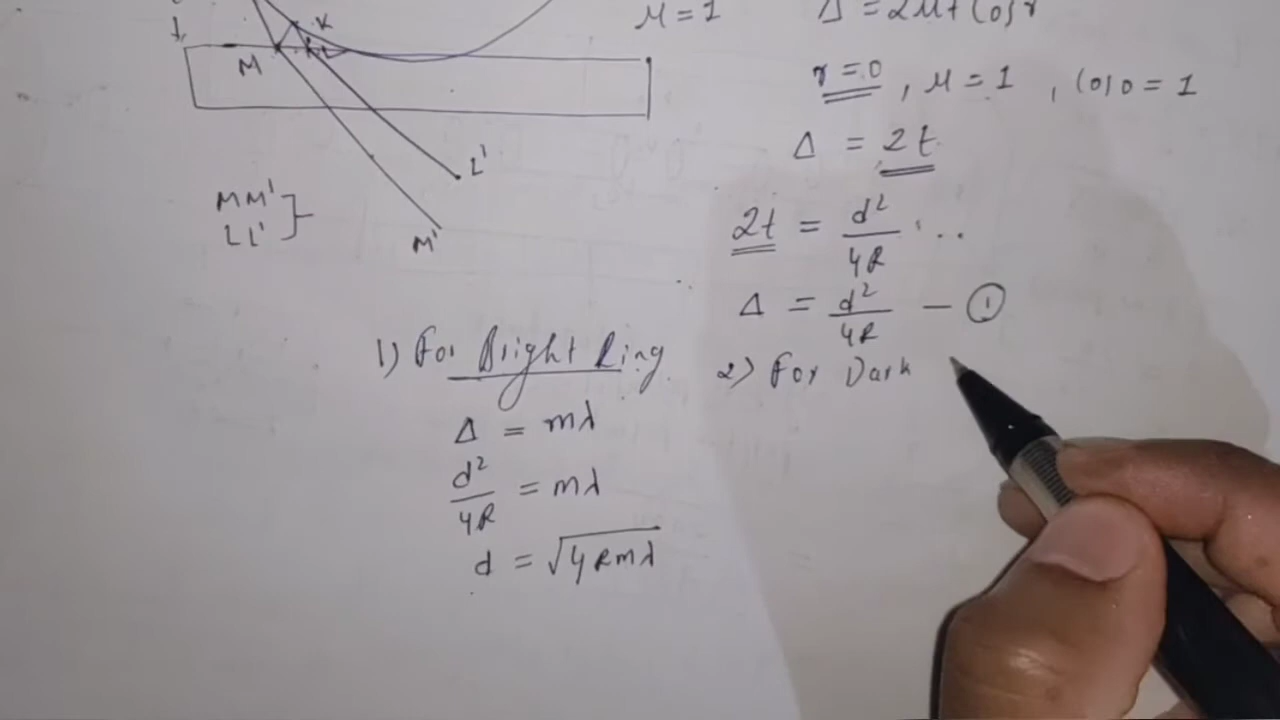 μ = 1
Δ = 2μt Cos r
K
M
L
r = 0 , μ = 1 , Cos 0 = 1
Δ = 2t
L'
MM'
LL'
M'
2t = d²/4R ...
Δ = d²/4R — ①
1) For Bright Ring
Δ = mλ
d²/4R = mλ
d = √4Rmλ
2) For Dark